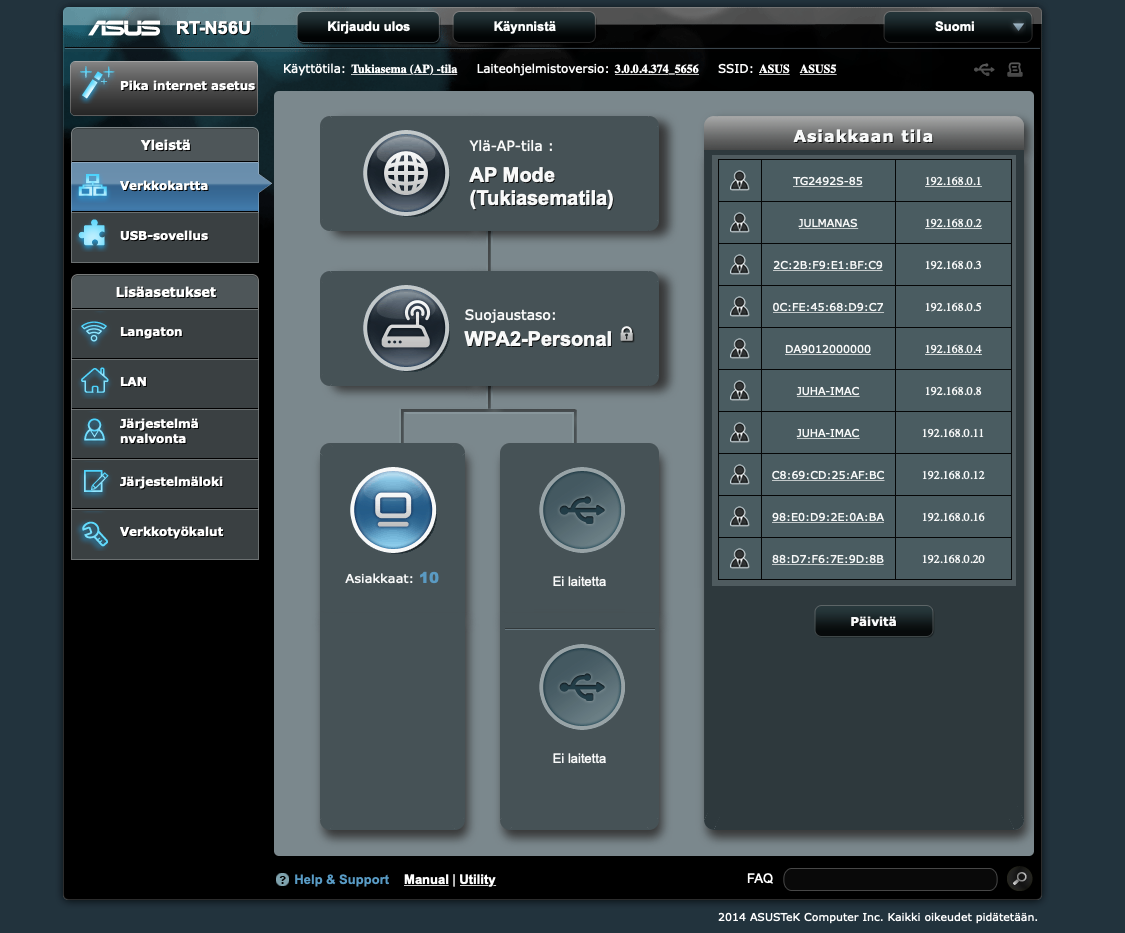 ASUS RT-N56U
Kirjaudu ulos
Käynnistä
Suomi
Käyttötila: Tukiasema (AP) -tila Laiteohjelmistoversio: 3.0.0.4.374_5656 SSID: ASUS ASUS5
Pika internet asetus
Yleistä
Verkkokartta
USB-sovellus
Lisäasetukset
Langaton
LAN
Järjestelmä
nvalvonta
Järjestelmäloki
Verkkotyökalut
Ylä-AP-tila :
AP Mode
(Tukiasematila)
Suojaustaso:
WPA2-Personal
Asiakkaat: 10
Ei laitetta
Ei laitetta
Asiakkaan tila
TG2492S-85 192.168.0.1
JULMANAS 192.168.0.2
2C:2B:F9:E1:BF:C9 192.168.0.3
0C:FE:45:68:D9:C7 192.168.0.5
DA9012000000 192.168.0.4
JUHA-IMAC 192.168.0.8
JUHA-IMAC 192.168.0.11
C8:69:CD:25:AF:BC 192.168.0.12
98:E0:D9:2E:0A:BA 192.168.0.16
88:D7:F6:7E:9D:8B 192.168.0.20
Päivitä
? Help & Support Manual | Utility
FAQ
2014 ASUSTeK Computer Inc. Kaikki oikeudet pidätetään.